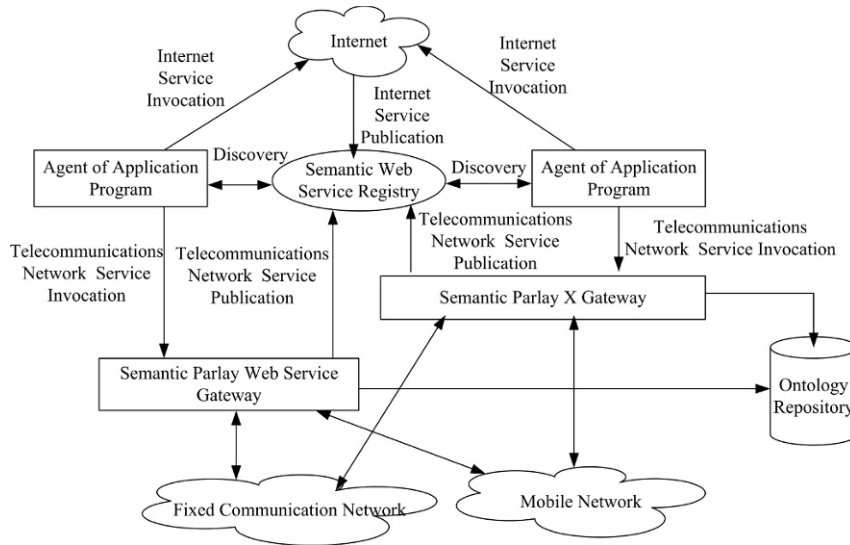 Internet
Internet
Service
Invocation
Internet
Service
Invocation
Internet
Service
Publication
Agent of Application
Program
Discovery
Semantic Web
Service Registry
Discovery
Agent of Application
Program
Telecommunications
Network Service
Invocation
Telecommunications
Network Service
Publication
Telecommunications
Network Service
Publication
Telecommunications
Network Service Invocation
Semantic Parlay X Gateway
Semantic Parlay Web Service
Gateway
Ontology
Repository
Fixed Communication Network
Mobile Network